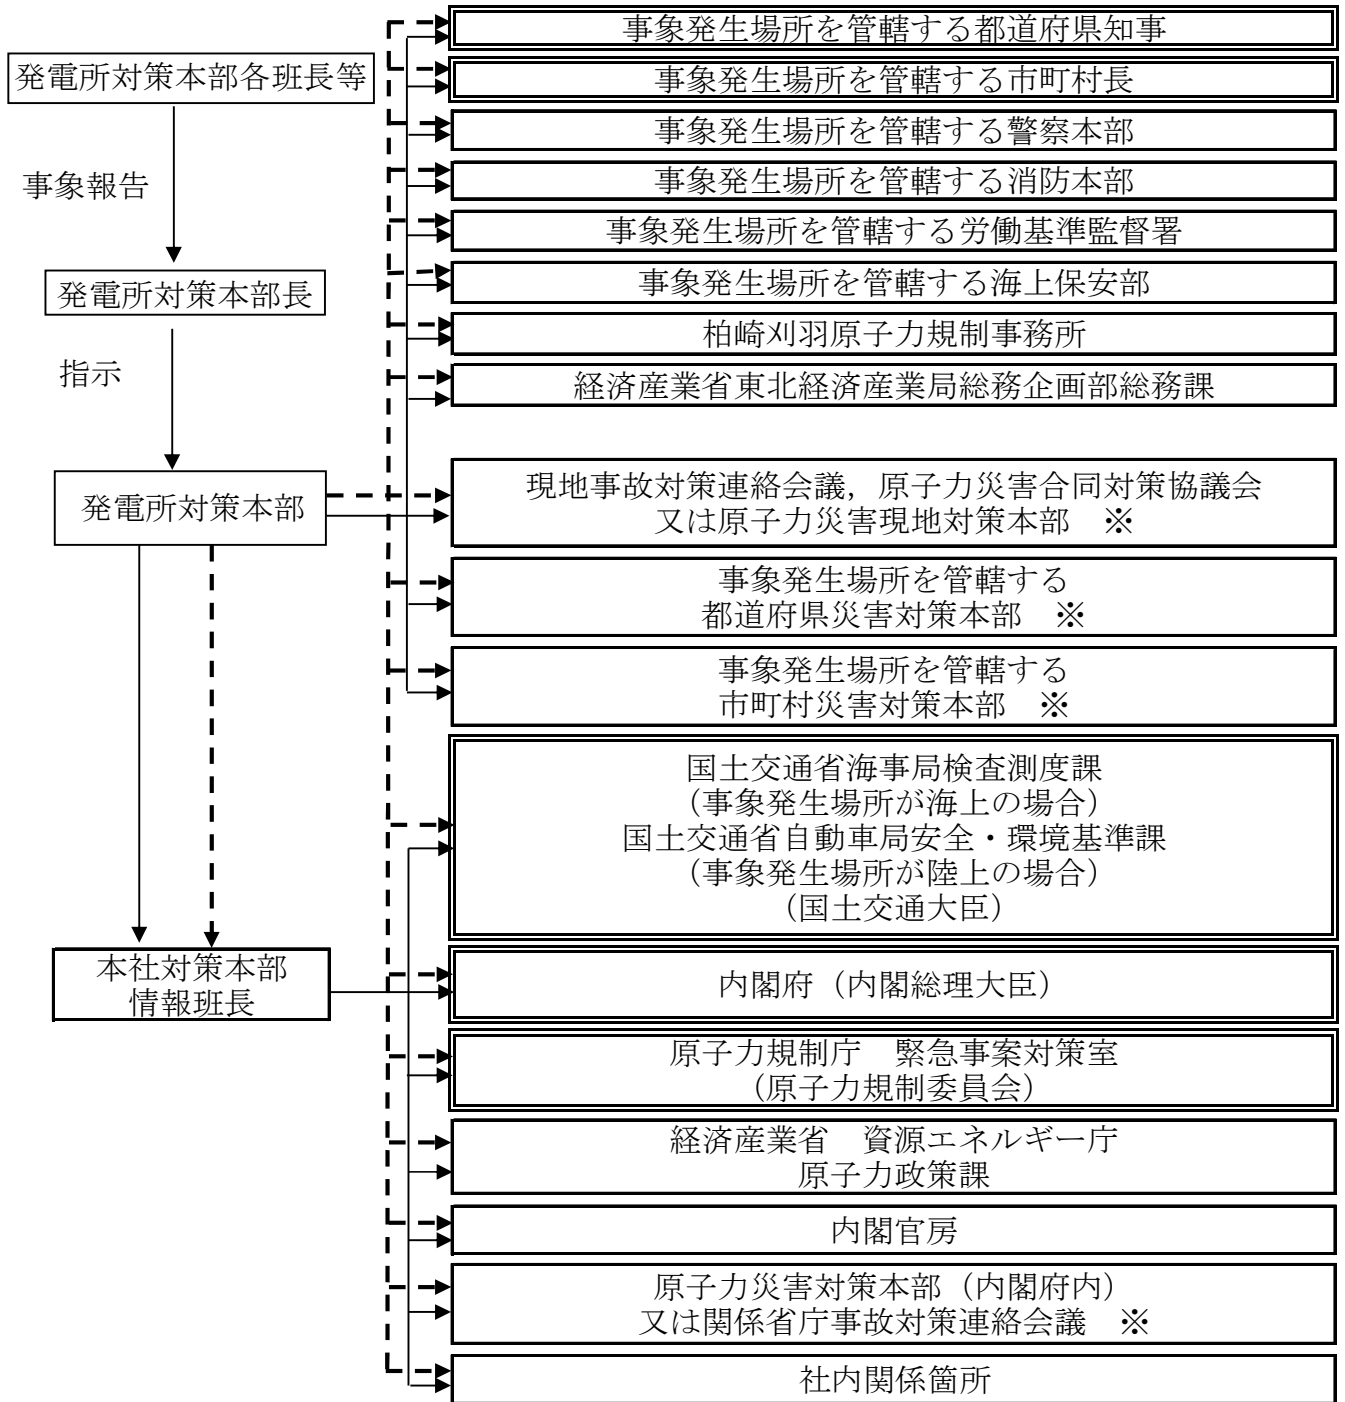 発電所対策本部各班長等
事象報告
発電所対策本部長
指示
発電所対策本部
本社対策本部
情報班長
事象発生場所を管轄する都道府県知事
事象発生場所を管轄する市町村長
事象発生場所を管轄する警察本部
事象発生場所を管轄する消防本部
事象発生場所を管轄する労働基準監督署
事象発生場所を管轄する海上保安部
柏崎刈羽原子力規制事務所
経済産業省東北経済産業局総務企画部総務課
現地事故対策連絡会議，原子力災害合同対策協議会
又は原子力災害現地対策本部　※
事象発生場所を管轄する
都道府県災害対策本部　※
事象発生場所を管轄する
市町村災害対策本部　※
国土交通省海事局検査測度課
（事象発生場所が海上の場合）
国土交通省自動車局安全・環境基準課
（事象発生場所が陸上の場合）
（国土交通大臣）
内閣府（内閣総理大臣）
原子力規制庁　緊急事案対策室
（原子力規制委員会）
経済産業省　資源エネルギー庁
原子力政策課
内閣官房
原子力災害対策本部（内閣府内）
又は関係省庁事故対策連絡会議　※
社内関係箇所